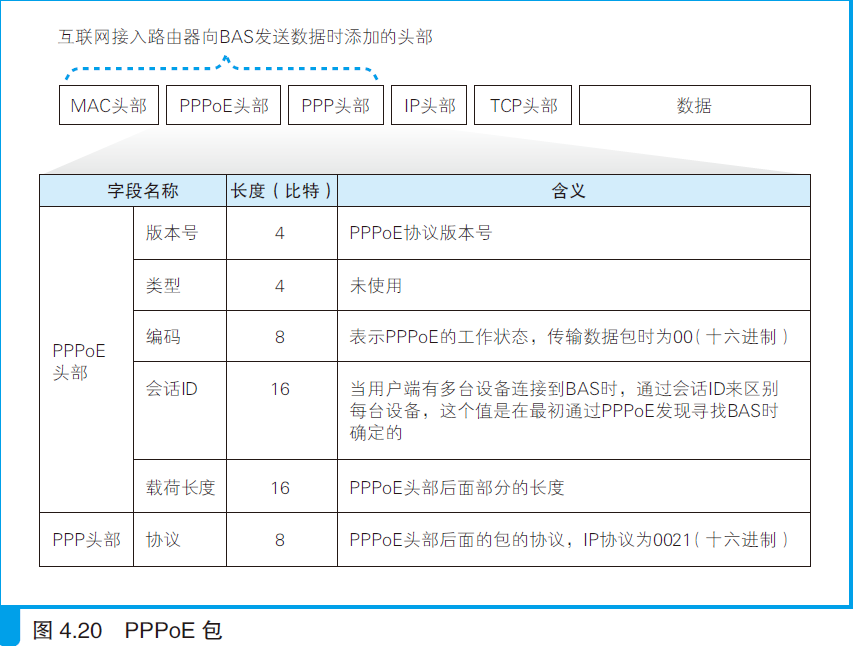 互联网接入路由器向BAS发送数据时添加的头部
MAC头部 PPPoE头部 PPP头部 IP头部 TCP头部 数据
字段名称 长度（比特） 含义
PPPoE
头部
版本号 4 PPPoE协议版本号
类型 4 未使用
编码 8 表示PPPoE的工作状态，传输数据包时为00（十六进制）
会话ID 16 当用户端有多台设备连接到BAS时，通过会话ID来区别
每台设备，这个值是在最初通过PPPoE发现寻找BAS时
确定的
载荷长度 16 PPPoE头部后面部分的长度
PPP头部 协议 8 PPPoE头部后面的包的协议，IP协议为0021（十六进制）
图 4.20 PPPoE 包